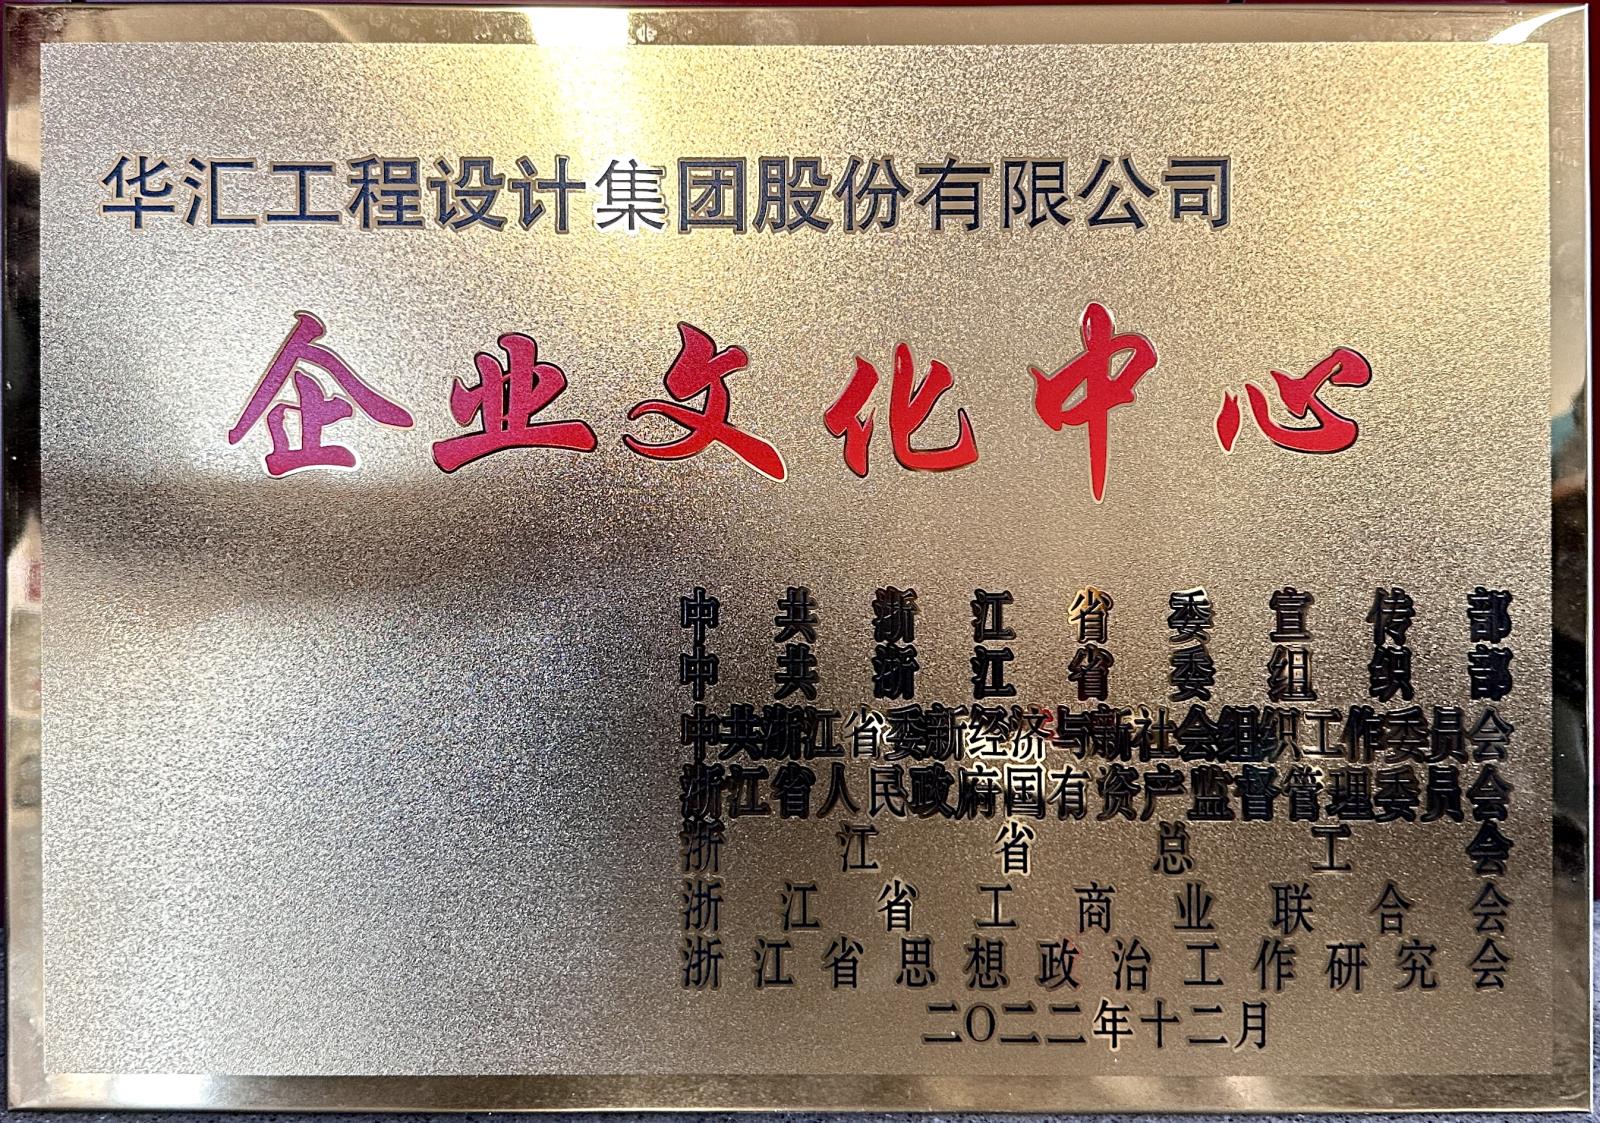 华汇工程设计集团股份有限公司
企业文化中心
中共浙江省委宣传部
中共浙江省委组织部
中共浙江省委新经济与新社会组织工作委员会
浙江省人民政府国有资产监督管理委员会
浙江省总工会
浙江省工商业联合会
浙江省思想政治工作研究会
二〇二二年十二月